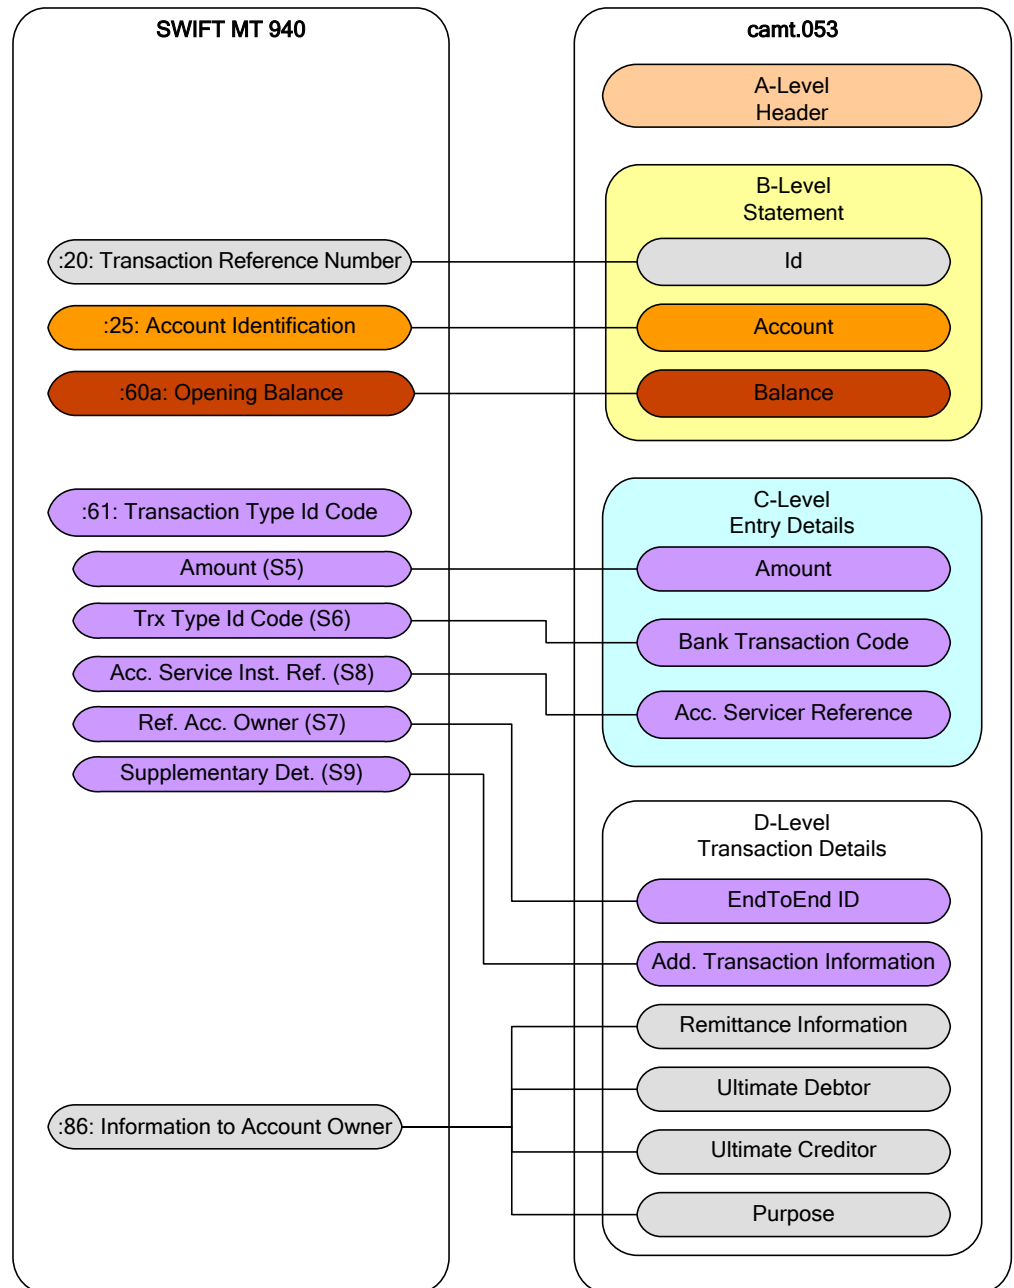 SWIFT MT 940
:20: Transaction Reference Number
:25: Account Identification
:60a: Opening Balance
:61: Transaction Type Id Code
Amount (S5)
Trx Type Id Code (S6)
Acc. Service Inst. Ref. (S8)
Ref. Acc. Owner (S7)
Supplementary Det. (S9)
:86: Information to Account Owner
camt.053
A-Level
Header
B-Level
Statement
Id
Account
Balance
C-Level
Entry Details
Amount
Bank Transaction Code
Acc. Servicer Reference
D-Level
Transaction Details
EndToEnd ID
Add. Transaction Information
Remittance Information
Ultimate Debtor
Ultimate Creditor
Purpose